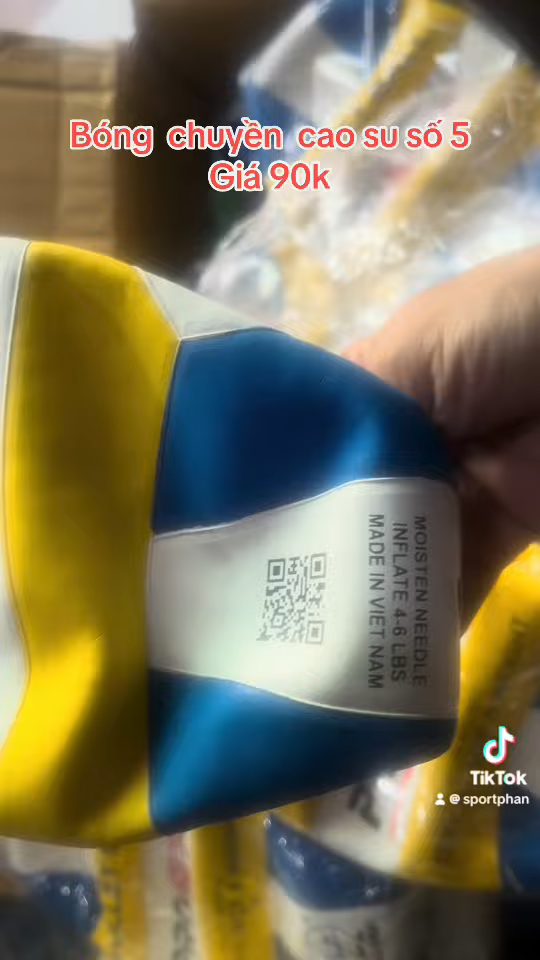 Bóng chuyền cao su số 5
Giá 90k
MOISTEN NEEDLE
INFLATE 4-6 LBS
MADE IN VIET NAM
TikTok
@ sportphan